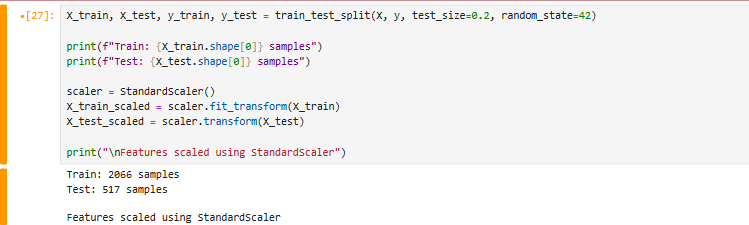 [27]: X_train, X_test, y_train, y_test = train_test_split(X, y, test_size=0.2, random_state=42)
print(f"Train: {X_train.shape[0]} samples")
print(f"Test: {X_test.shape[0]} samples")
scaler = StandardScaler()
X_train_scaled = scaler.fit_transform(X_train)
X_test_scaled = scaler.transform(X_test)
print("\nFeatures scaled using StandardScaler")
Train: 2066 samples
Test: 517 samples
Features scaled using StandardScaler